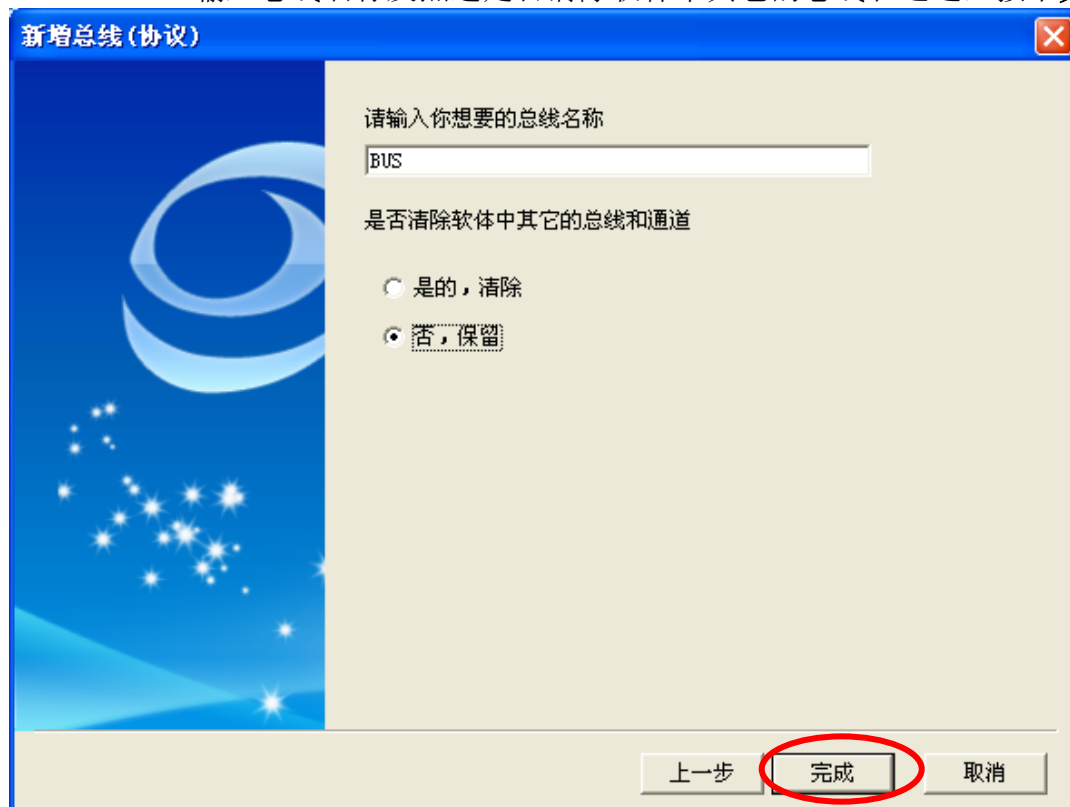 新增总线(协议)
请输入你想要的总线名称
BUS
是否清除软体中其它的总线和通道
是的，清除
否，保留
上一步 完成 取消